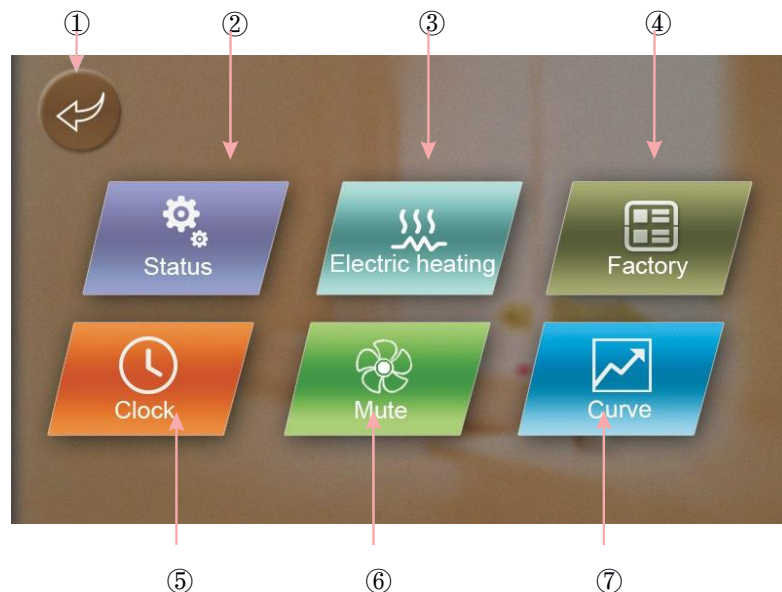 ① ② ③ ④
Status Electric heating Factory
Clock Mute Curve
⑤ ⑥ ⑦